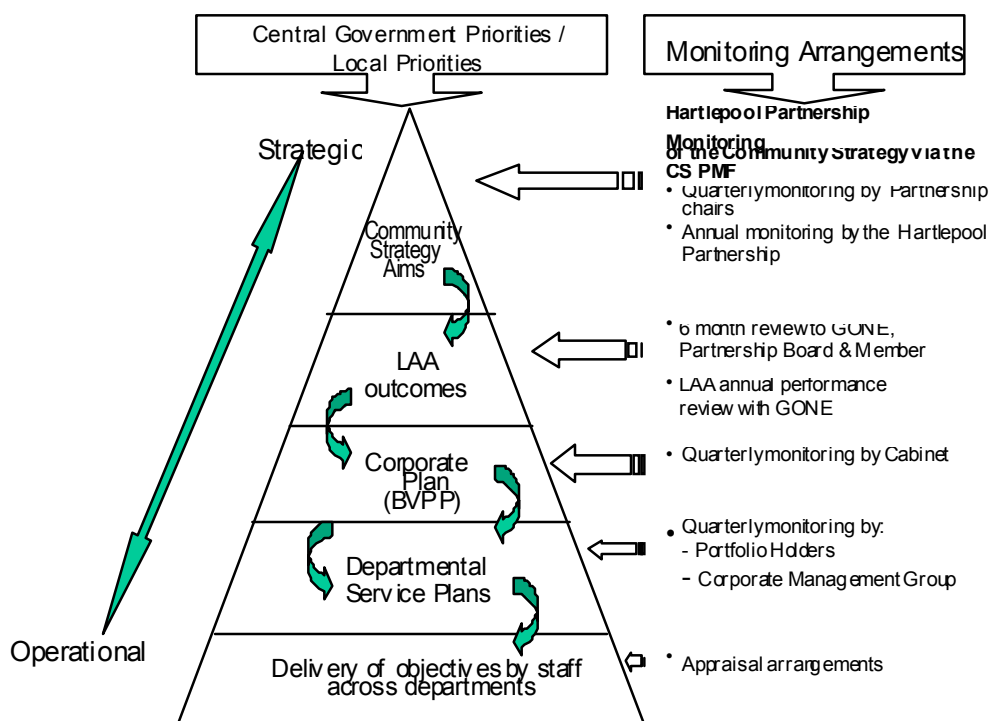 Central Government Priorities /
Local Priorities
Monitoring Arrangements
Strategic
Operational
Community
Strategy
Aims
LAA
outcomes
Corporate
Plan
(BVPP)
Departmental
Service Plans
Delivery of objectives by staff
across departments
Hartlepool Partnership
Monitoring
of the Community Strategy via the
CS PMF
• Quarterly monitoring by Partnership
chairs
• Annual monitoring by the Hartlepool
Partnership
• 6 month review to GONE,
Partnership Board & Member
• LAA annual performance
review with GONE
• Quarterly monitoring by Cabinet
• Quarterly monitoring by:
- Portfolio Holders
- Corporate Management Group
• Appraisal arrangements